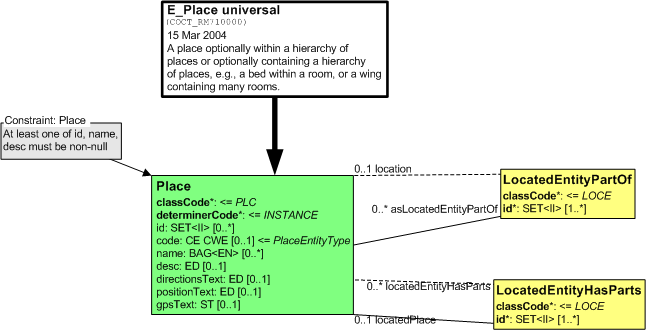 E_Place universal
(COCT_RM710000)
15 Mar 2004
A place optionally within a hierarchy of
places or optionally containing a hierarchy
of places, e.g., a bed within a room, or a wing
containing many rooms.
Constraint: Place
At least one of id, name,
desc must be non-null
Place
classCode*: <= PLC
determinerCode*: <= INSTANCE
id: SET<II> [0..*]
code: CE CWE [0..1] <= PlaceEntityType
name: BAG<EN> [0..*]
desc: ED [0..1]
directionsText: ED [0..1]
positionText: ED [0..1]
gpsText: ST [0..1]
0..1 location
0..* asLocatedEntityPartOf
LocatedEntityPartOf
classCode*: <= LOCE
id*: SET<II> [1..*]
0..* locatedEntityHasParts
0..1 locatedPlace
LocatedEntityHasParts
classCode*: <= LOCE
id*: SET<II> [1..*]